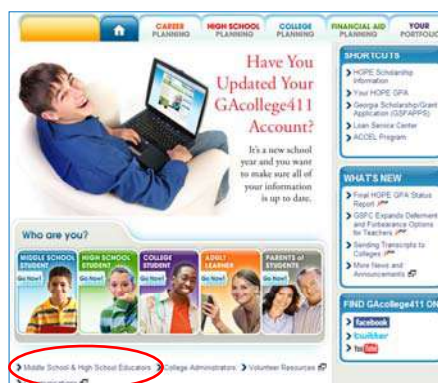 CAREER PLANNING
HIGH SCHOOL PLANNING
COLLEGE PLANNING
FINANCIAL AID PLANNING
YOUR PORTFOLIO
Have You
Updated Your
GAcollege411
Account?
It's a new school
year and you want
to make sure all of
your information
is up to date.
SHORTCUTS
HOPE Scholarship
Information
Your HOPE GPA
Georgia Scholarship/Grant
Application (GSFAPPS)
Loan Service Center
ACCEL Program
WHAT'S NEW
Final HOPE GPA Status
Report
GSFC Expands Deferment
and Forbearance Options
for Teachers
Sending Transcripts to
Colleges
More News and
Announcements
FIND GAcollege411 ON
facebook
twitter
You Tube
Who are you?
MIDDLE SCHOOL STUDENT
Go Now!
HIGH SCHOOL STUDENT
Go Now!
COLLEGE STUDENT
Go Now!
ADULT LEARNER
Go Now!
PARENTS of STUDENTS
Go Now!
Middle School & High School Educators
College Administrators
Volunteer Resources